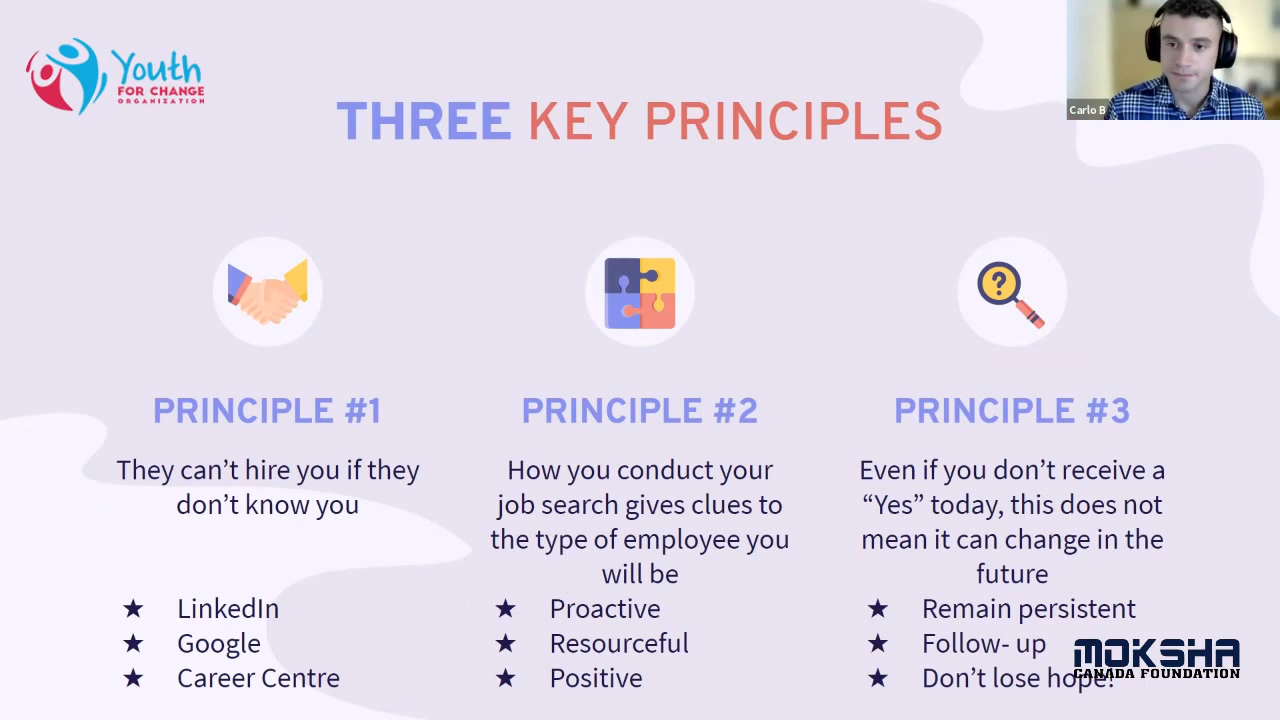 Youth
FOR CHANGE
ORGANIZATION
Carlo B
THREE KEY PRINCIPLES
PRINCIPLE #1
They can't hire you if they
don't know you
★ LinkedIn
★ Google
★ Career Centre
PRINCIPLE #2
How you conduct your
job search gives clues to
the type of employee you
will be
★ Proactive
★ Resourceful
★ Positive
PRINCIPLE #3
Even if you don't receive a
“Yes” today, this does not
mean it can change in the
future
★ Remain persistent
★ Follow- up
★ Don't lose hope!
MOKSHA
CANADA FOUNDATION